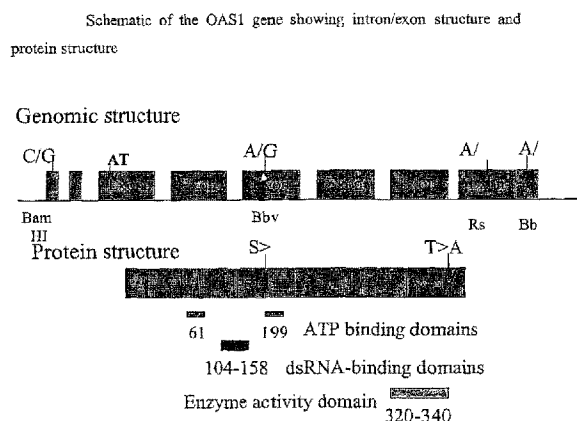 Schematic of the OAS1 gene showing intron/exon structure and
protein structure
Genomic structure
C/G AT A/G A/ A/
Bam Bbv Rs Bb
III
Protein structure S> T>A
61 199 ATP binding domains
104-158 dsRNA-binding domains
Enzyme activity domain
320-340